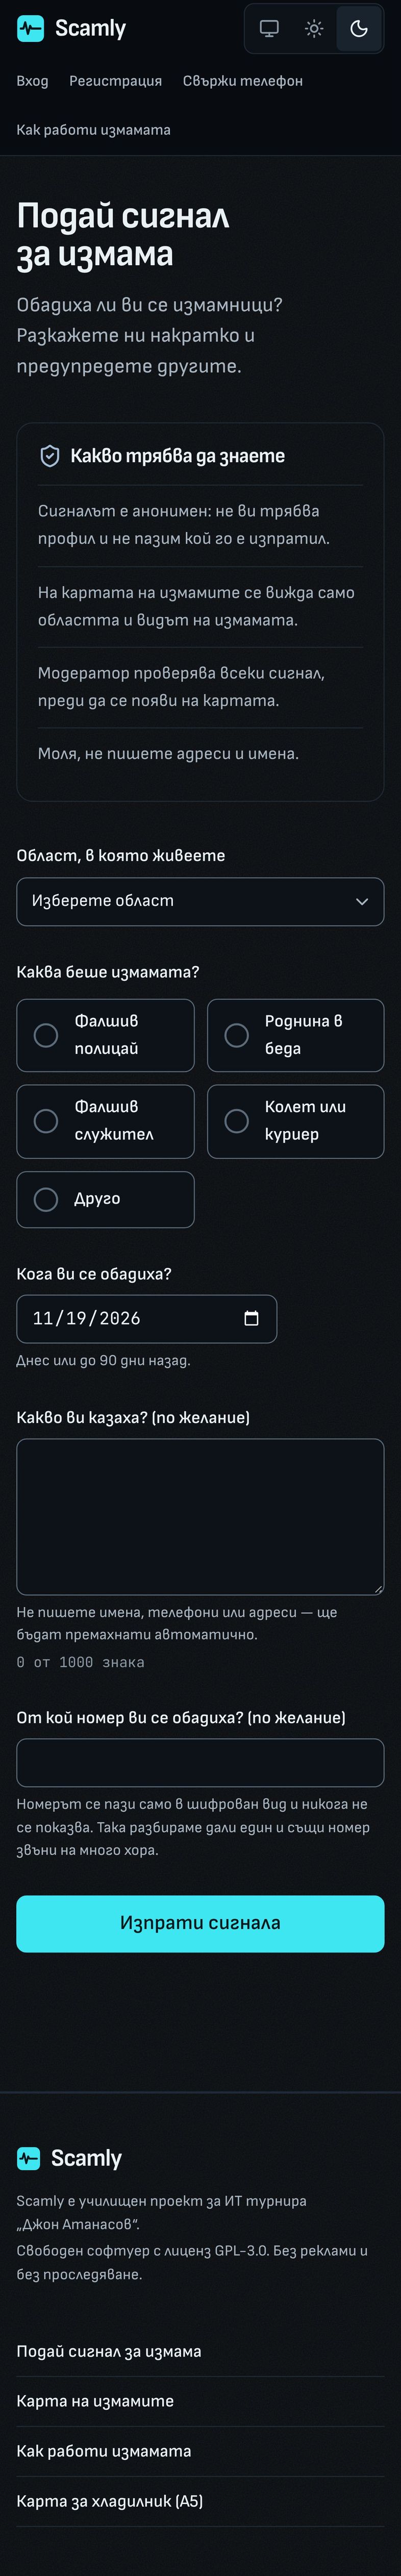 Scamly
Вход Регистрация Свържи телефон
Как работи измамата
Подай сигнал
за измама
Обадиха ли ви се измамници?
Разкажете ни накратко и
предупредете другите.
Какво трябва да знаете
Сигналът е анонимен: не ви трябва
профил и не пазим кой го е изпратил.
На картата на измамите се вижда само
областта и видът на измамата.
Модератор проверява всеки сигнал,
преди да се появи на картата.
Моля, не пишете адреси и имена.
Област, в която живеете
Изберете област
Каква беше измамата?
Фалшив
полицай
Роднина в
беда
Фалшив
служител
Колет или
куриер
Друго
Кога ви се обадиха?
11/19/2026
Днес или до 90 дни назад.
Какво ви казаха? (по желание)
Не пишете имена, телефони или адреси — ще
бъдат премахнати автоматично.
0 от 1000 знака
От кой номер ви се обадиха? (по желание)
Номерът се пази само в шифрован вид и никога не
се показва. Така разбираме дали един и същи номер
звъни на много хора.
Изпрати сигнала
Scamly
Scamly е училищен проект за ИТ турнира
„Джон Атанасов“.
Свободен софтуер с лиценз GPL-3.0. Без реклами и
без проследяване.
Подай сигнал за измама
Карта на измамите
Как работи измамата
Карта за хладилник (A5)